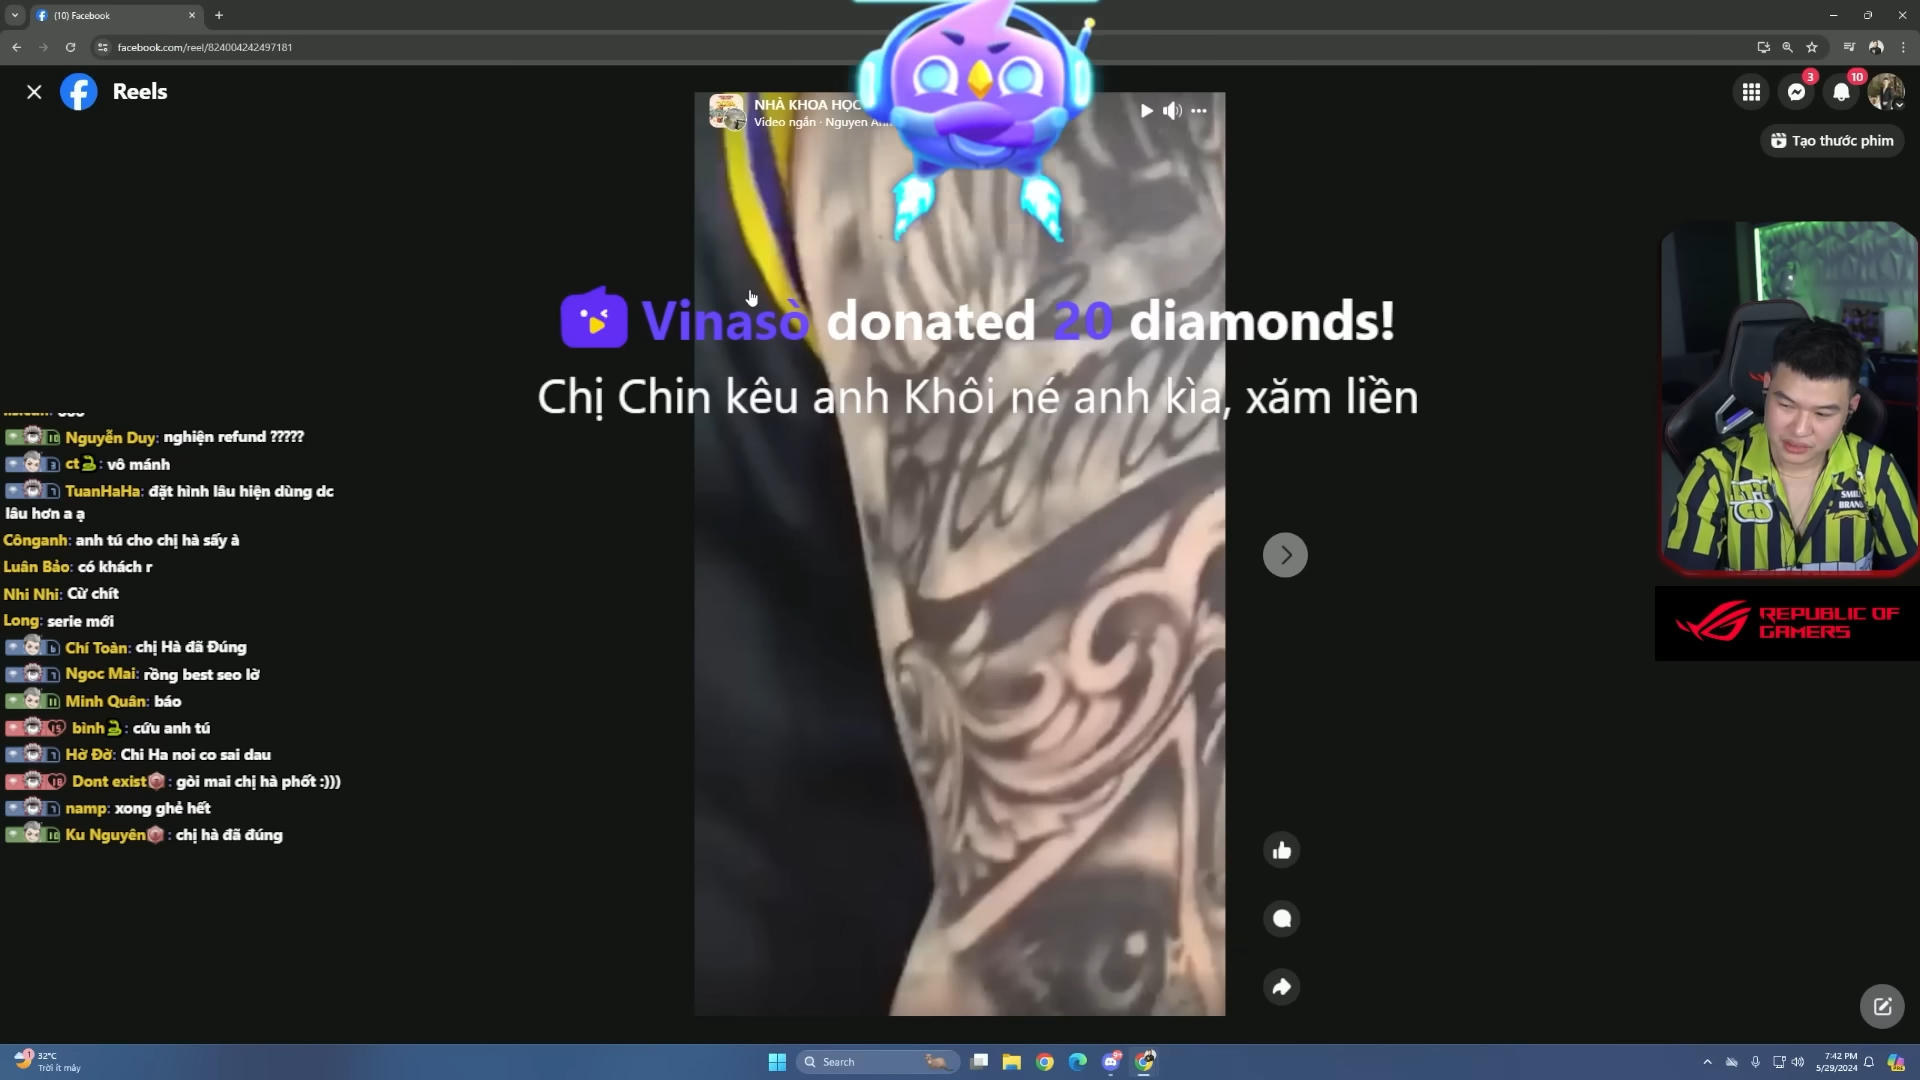 (10) Facebook
facebook.com/reel/824004242497181
Reels
3
10
NHÀ KHOA HỌC
Video ngắn · Nguyen Anh
Tạo thước phim
Vinasò donated 20 diamonds!
Chị Chin kêu anh Khôi né anh kìa, xăm liền
Nguyễn Duy: nghiện refund ?????
ct: vô mánh
TuanHaHa: đặt hình lâu hiện dùng dc
lâu hơn a ạ
Cônganh: anh tú cho chị hà sấy à
Luân Bảo: có khách r
Nhi Nhi: Cừ chít
Long: serie mới
Chí Toàn: chị Hà đã Đúng
Ngoc Mai: rồng best seo lờ
Minh Quân: báo
bình: cứu anh tú
Hờ Đờ: Chi Ha noi co sai dau
Dont exist: gòi mai chị hà phốt :)))
namp: xong ghẻ hết
Ku Nguyên: chị hà đã đúng
SMILE
BRAND
REPUBLIC OF
GAMERS
32°C
Trời ít mây
Search
7:42 PM
5/29/2024